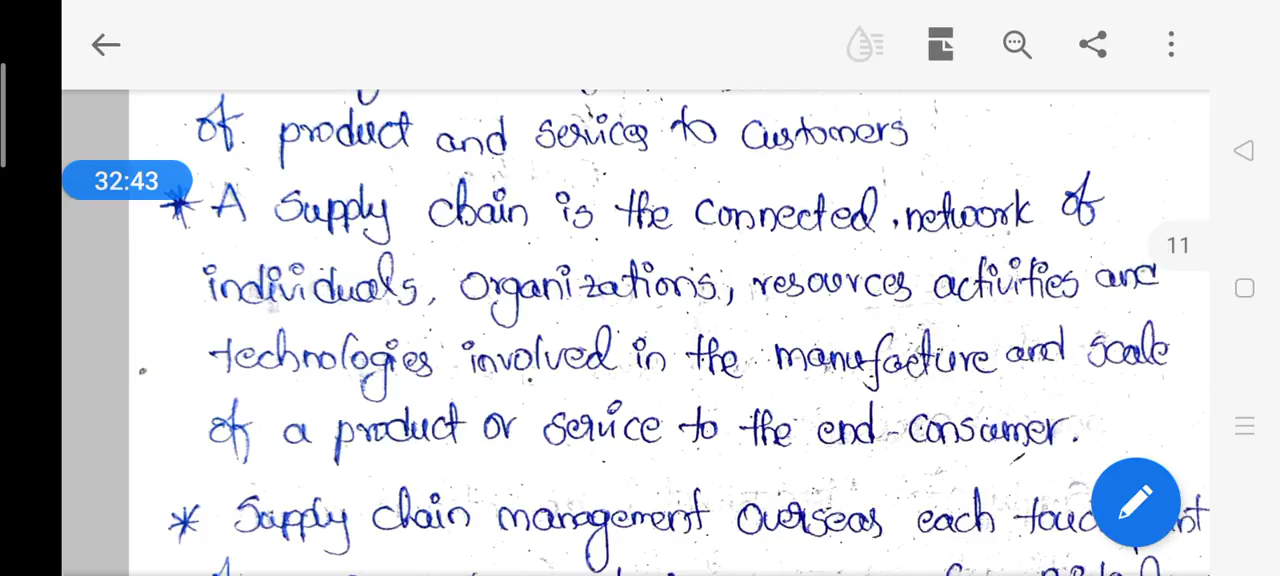 of product and services to customers
32:43
* A supply chain is the connected network of
11
individuals, organizations, resources activities and
technologies involved in the manufacture and scale
of a product or service to the end-consumer.
* Supply chain management overseas each